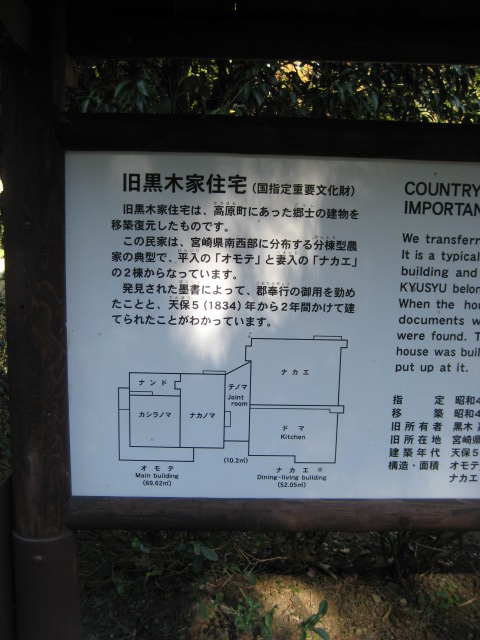 旧黒木家住宅 (国指定重要文化財)
旧黒木家住宅は、高原町にあった郷士の建物を
移築復元したものです。
この民家は、宮崎県南西部に分布する分棟型農
家の典型で、平入の「オモテ」と妻入の「ナカエ」
の2棟からなっています。
発見された墨書によって、郡奉行の御用を勤め
たことと、天保5(1834)年から2年間かけて建
てられたことがわかっています。
ナンド
カシラノマ
ナカノマ
テノマ
Joint
room
ナカエ
ドマ
Kitchen
オモテ
Main building
(69.62㎡)
(10.2㎡)
ナカエ
Dining-living building
(52.05㎡)
COUNTRY
IMPORTAN
We transferr
It is a typical
building and
KYUSYU belon
When the ho
documents w
were found. T
house was buil
put up at it.
指定 昭和4
移築 昭和4
旧所有者 黒木
旧所在地 宮崎県
建築年代 天保5
構造・面積 オモテ
ナカエ